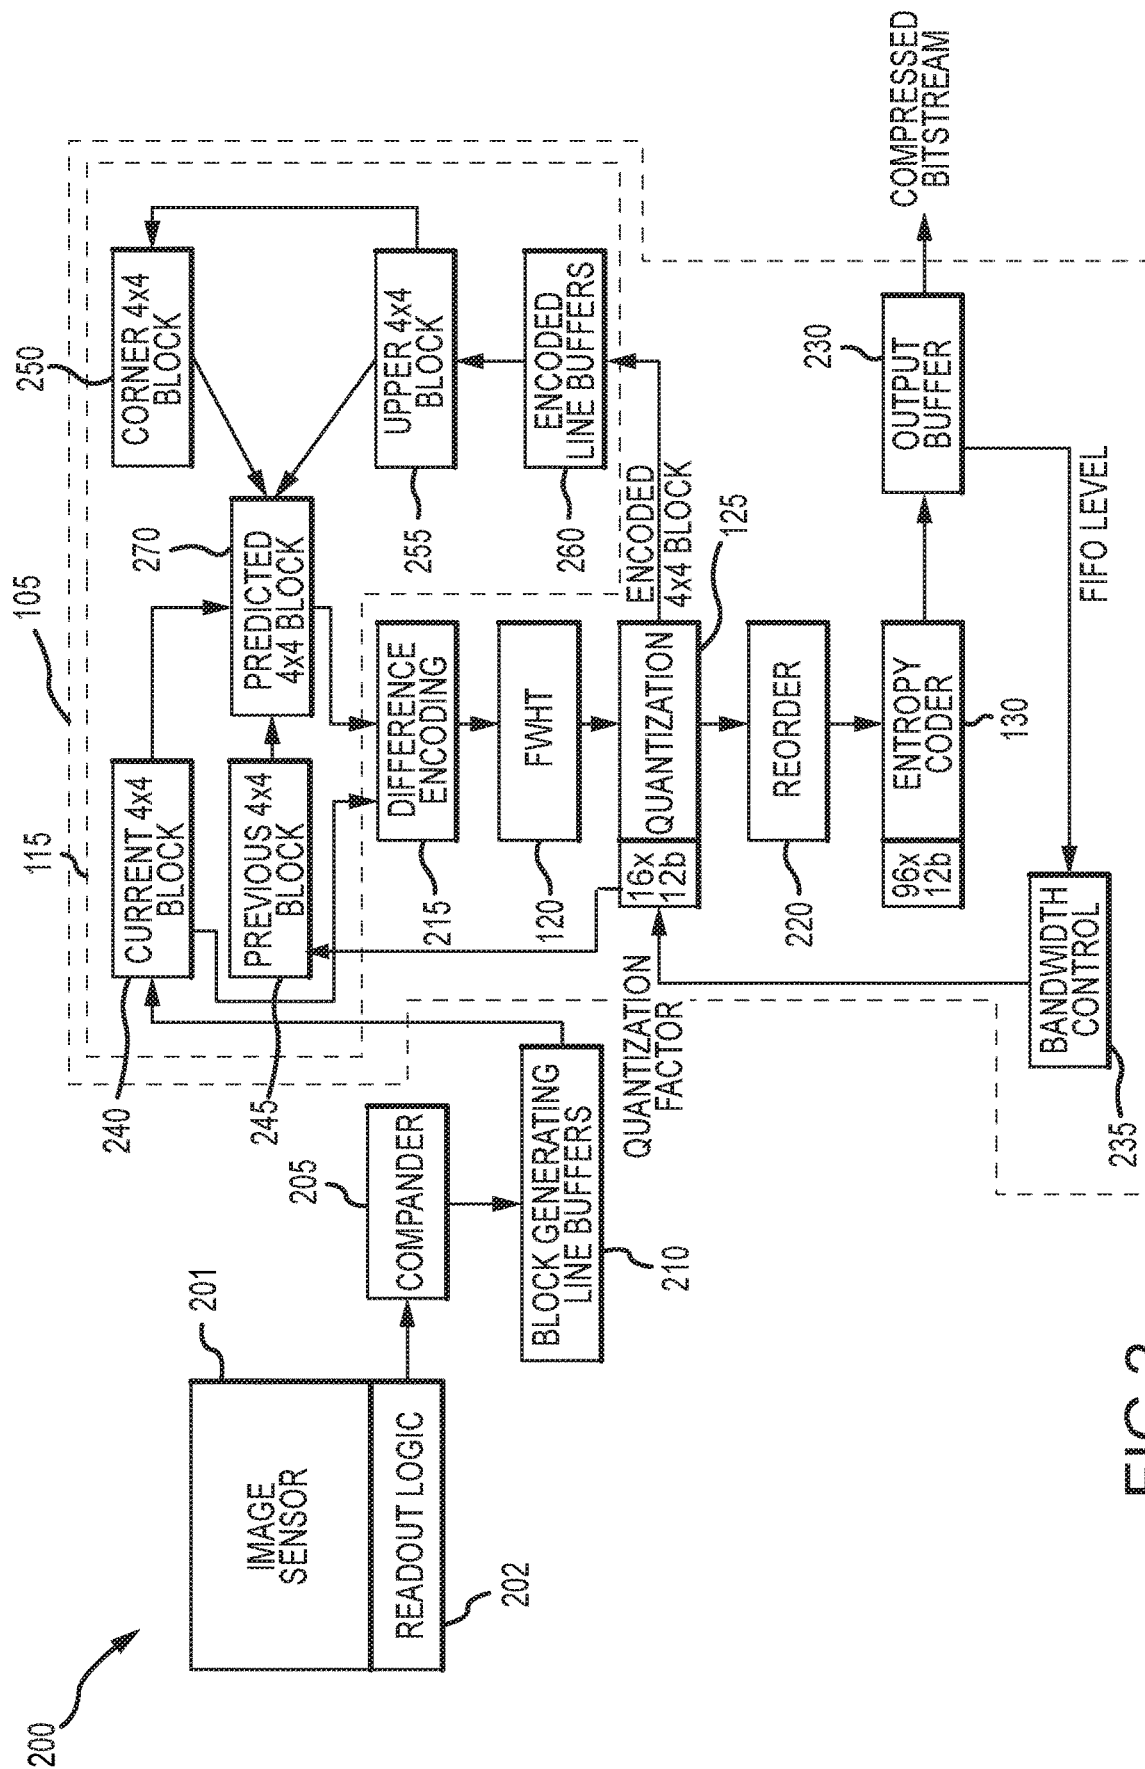 200
IMAGE
SENSOR
201
READOUT LOGIC
202
COMPANDER
205
BLOCK GENERATING
LINE BUFFERS
210
105
115
CURRENT 4x4
BLOCK
240
PREVIOUS 4x4
BLOCK
245
PREDICTED
4x4 BLOCK
270
CORNER 4x4
BLOCK
250
UPPER 4x4
BLOCK
255
ENCODED
LINE BUFFERS
260
DIFFERENCE
ENCODING
215
FWHT
120
16x
12b
QUANTIZATION
125
ENCODED
4x4 BLOCK
QUANTIZATION
FACTOR
REORDER
220
96x
12b
ENTROPY
CODER
130
OUTPUT
BUFFER
230
COMPRESSED
BITSTREAM
FIFO LEVEL
BANDWIDTH
CONTROL
235